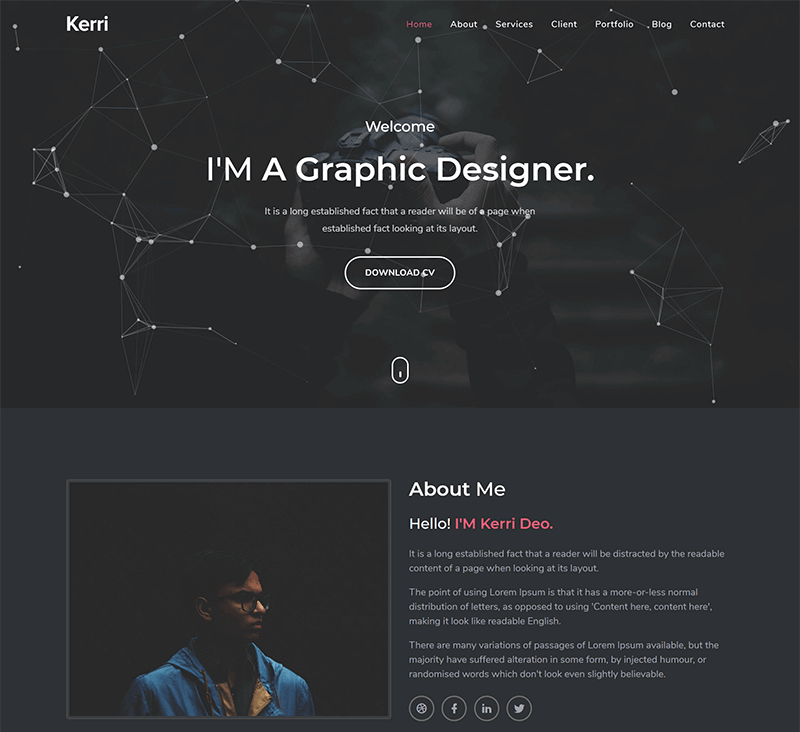 Kerri
Home About Services Client Portfolio Blog Contact
Welcome
I'M A Graphic Designer.
It is a long established fact that a reader will be of a page when
established fact looking at its layout.
DOWNLOAD CV
About Me
Hello! I'M Kerri Deo.
It is a long established fact that a reader will be distracted by the readable
content of a page when looking at its layout.
The point of using Lorem Ipsum is that it has a more-or-less normal
distribution of letters, as opposed to using 'Content here, content here',
making it look like readable English.
There are many variations of passages of Lorem Ipsum available, but the
majority have suffered alteration in some form, by injected humour, or
randomised words which don't look even slightly believable.